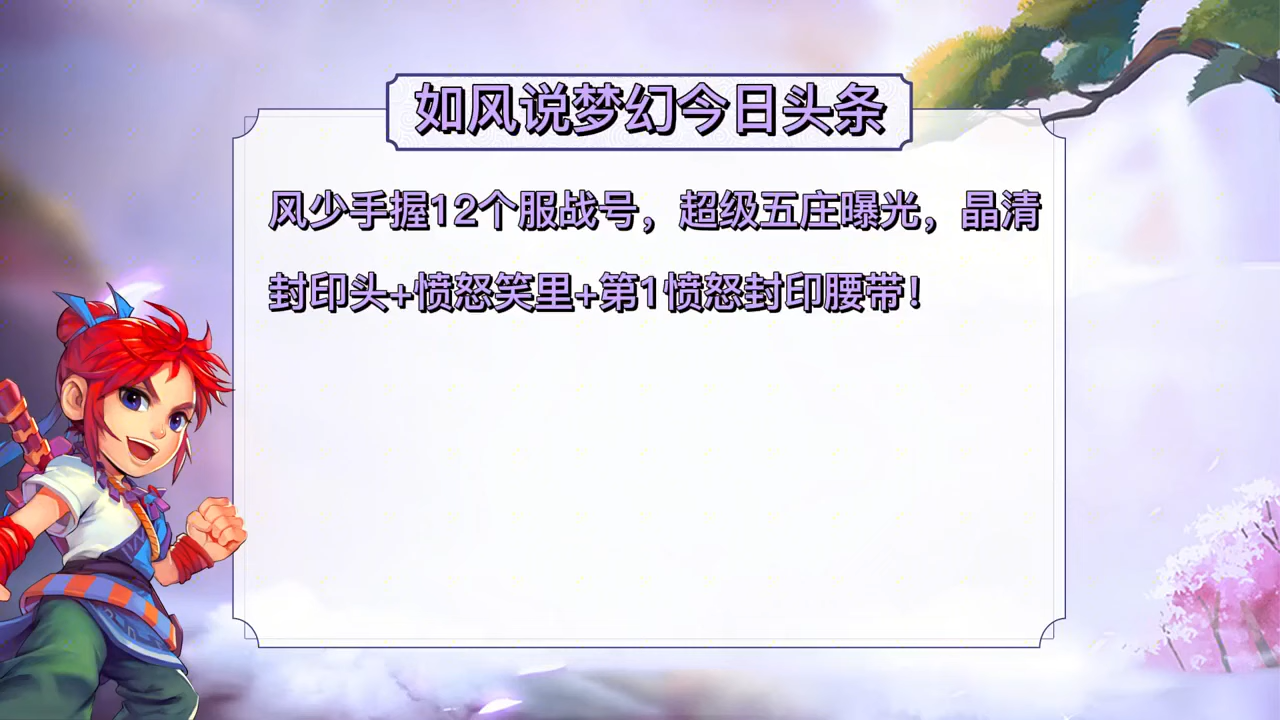 如风说梦幻今日头条
风少手握12个服战号，超级五庄曝光，晶清
封印头+愤怒笑里+第1愤怒封印腰带！